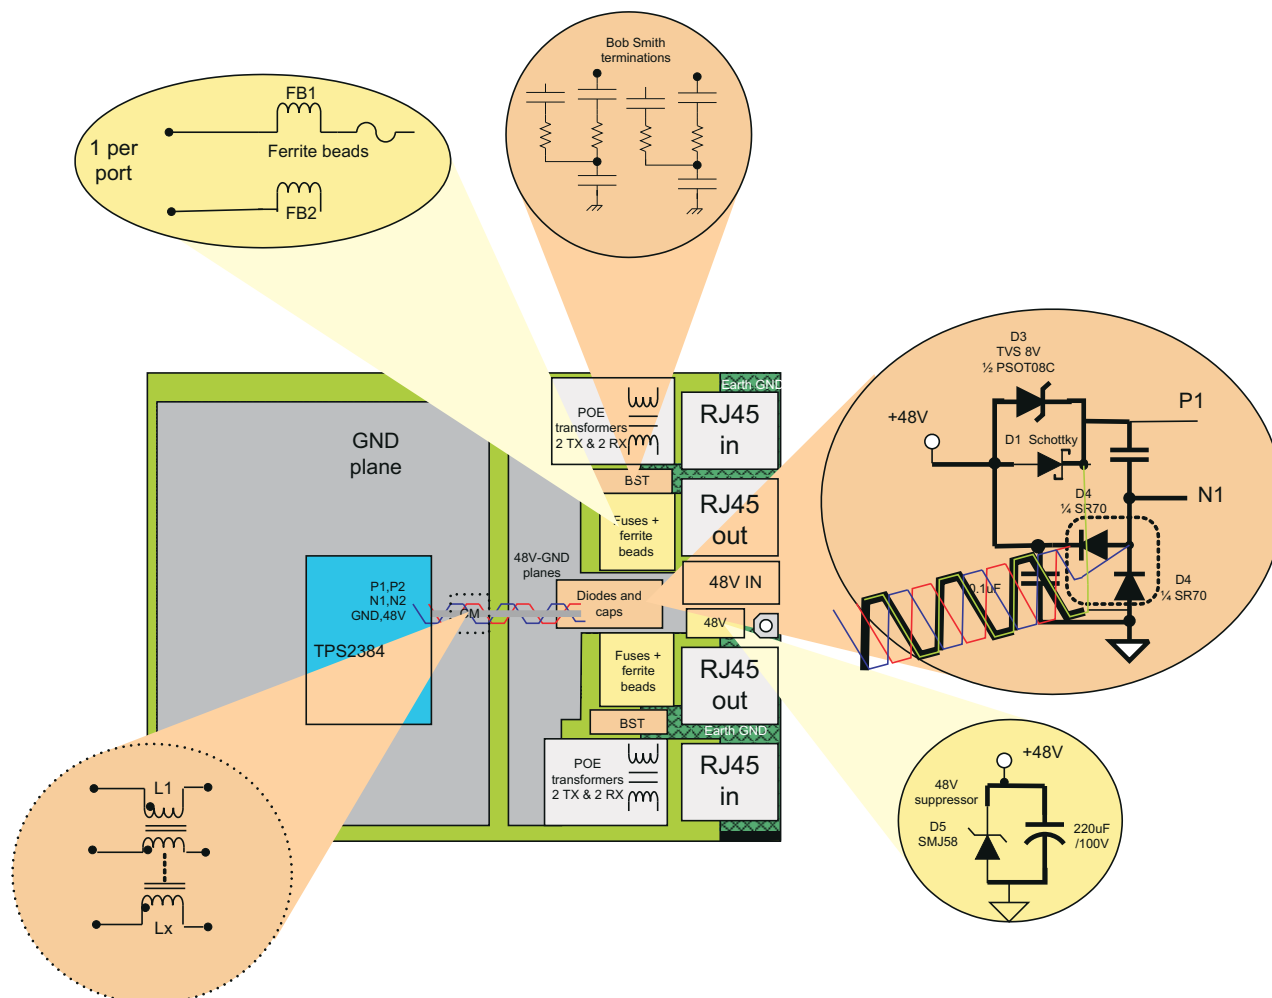 Bob Smith
terminations
FB1
1 per
port
Ferrite beads
FB2
D3
TVS 8V
½ PSOT08C
+48V
P1
D1 Schottky
N1
D4
¼ SR70
D4
¼ SR70
0.1uF
Earth GND
POE
transformers
2 TX & 2 RX
RJ45
in
GND
plane
BST
Fuses +
ferrite
beads
RJ45
out
48V-GND
planes
48V IN
Diodes and
caps
P1,P2
N1,N2
GND,48V
CM
48V
TPS2384
Fuses +
ferrite
beads
RJ45
out
BST
Earth GND
POE
transformers
2 TX & 2 RX
RJ45
in
+48V
48V
suppressor
D5
SMJ58
220uF
/100V
L1
Lx